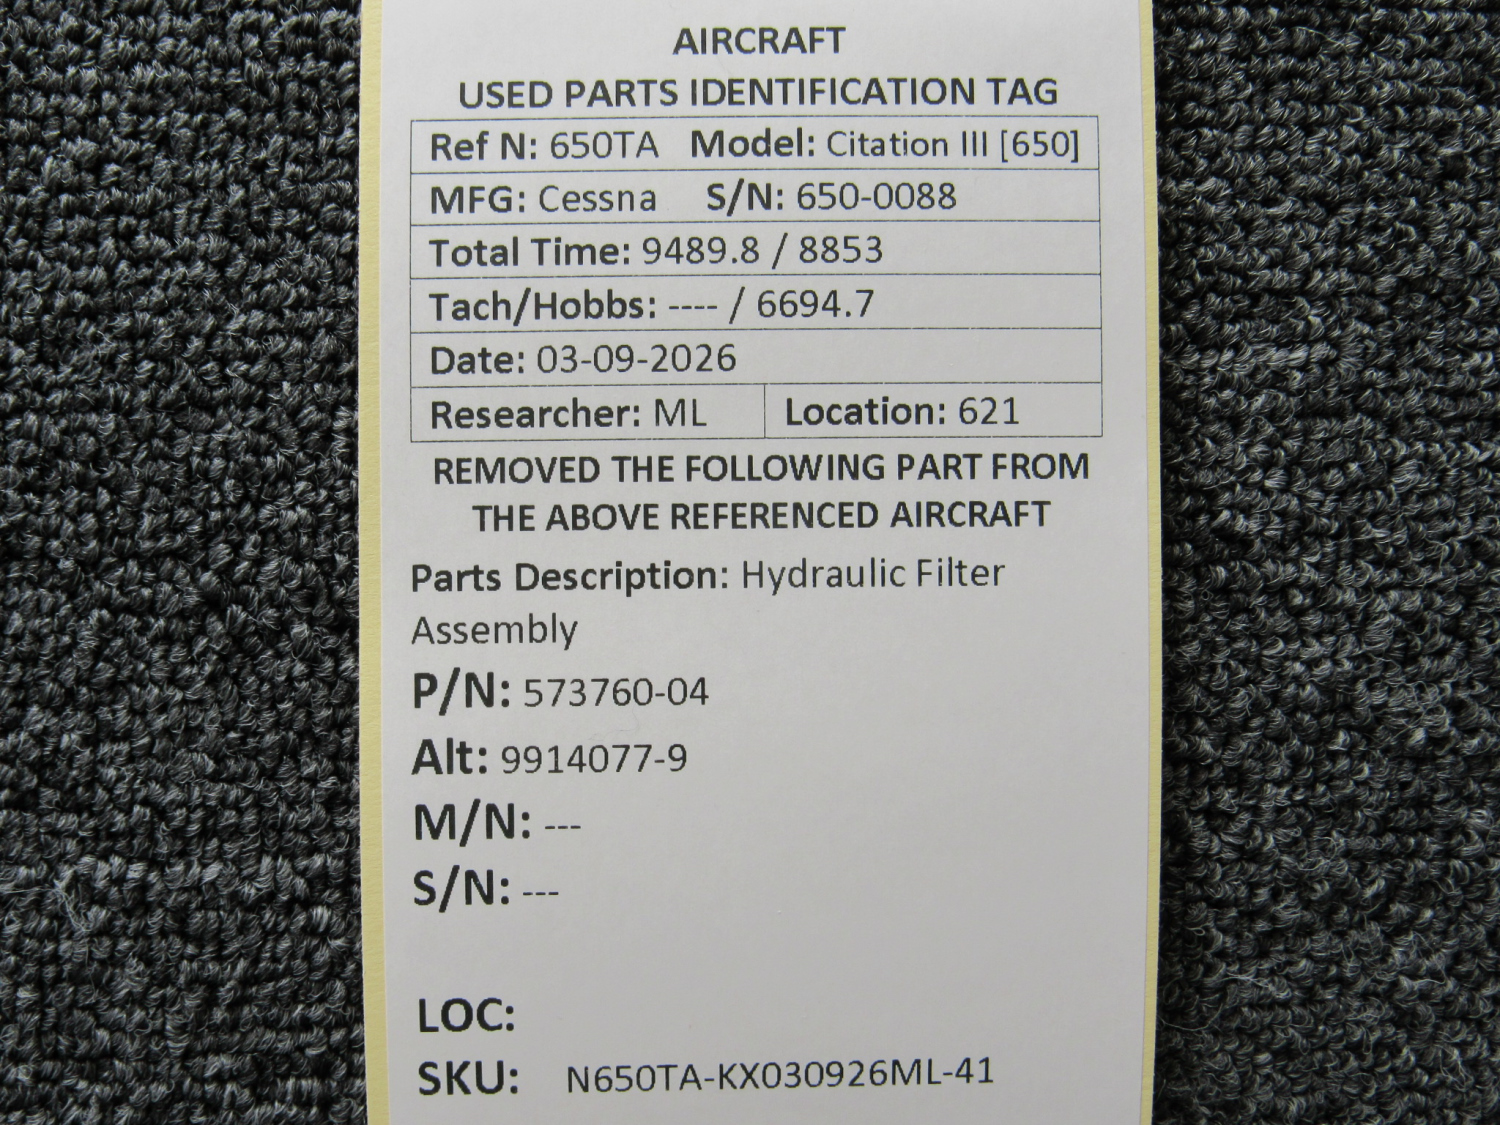 AIRCRAFT
USED PARTS IDENTIFICATION TAG
Ref N: 650TA Model: Citation III [650]
MFG: Cessna S/N: 650-0088
Total Time: 9489.8 / 8853
Tach/Hobbs: ---- / 6694.7
Date: 03-09-2026
Researcher: ML Location: 621
REMOVED THE FOLLOWING PART FROM
THE ABOVE REFERENCED AIRCRAFT
Parts Description: Hydraulic Filter
Assembly
P/N: 573760-04
Alt: 9914077-9
M/N: ---
S/N: ---
LOC:
SKU: N650TA-KX030926ML-41